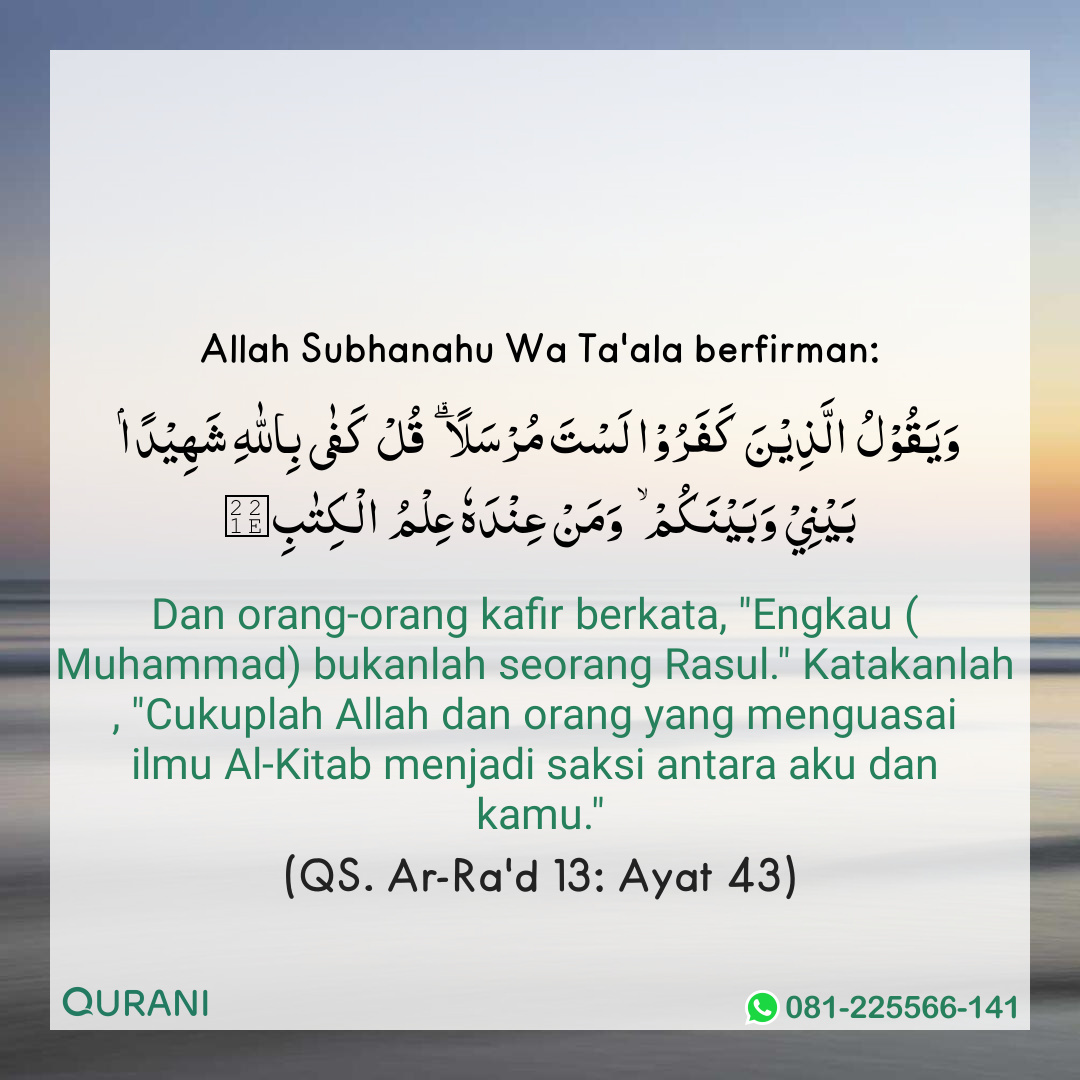 Allah Subhanahu Wa Ta'ala berfirman:
وَيَقُوْلُ الَّذِيْنَ كَفَرُوْا لَسْتَ مُرْسَلًا ۗ قُلْ كَفٰى بِاللّٰهِ شَهِيْدًاۢ
بَيْنِيْ وَبَيْنَكُمْ ۙ وَمَنْ عِنْدَهٗ عِلْمُ الْكِتٰبِ
Dan orang-orang kafir berkata, "Engkau (
Muhammad) bukanlah seorang Rasul." Katakanlah
, "Cukuplah Allah dan orang yang menguasai
ilmu Al-Kitab menjadi saksi antara aku dan
kamu."
(QS. Ar-Ra'd 13: Ayat 43)
QURANI
081-225566-141